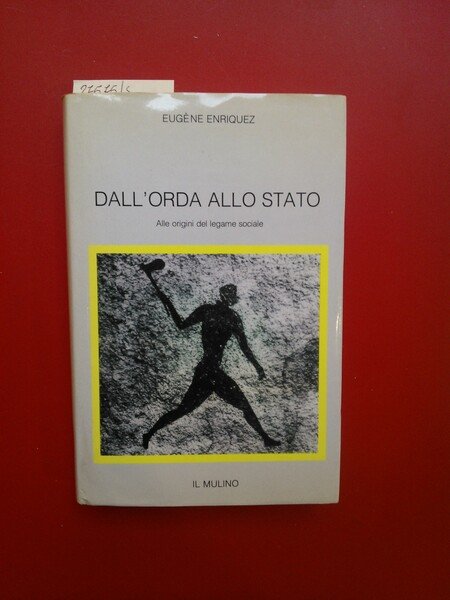 EUGÈNE ENRIQUEZ
DALL'ORDA ALLO STATO
Alle origini del legame sociale
IL MULINO